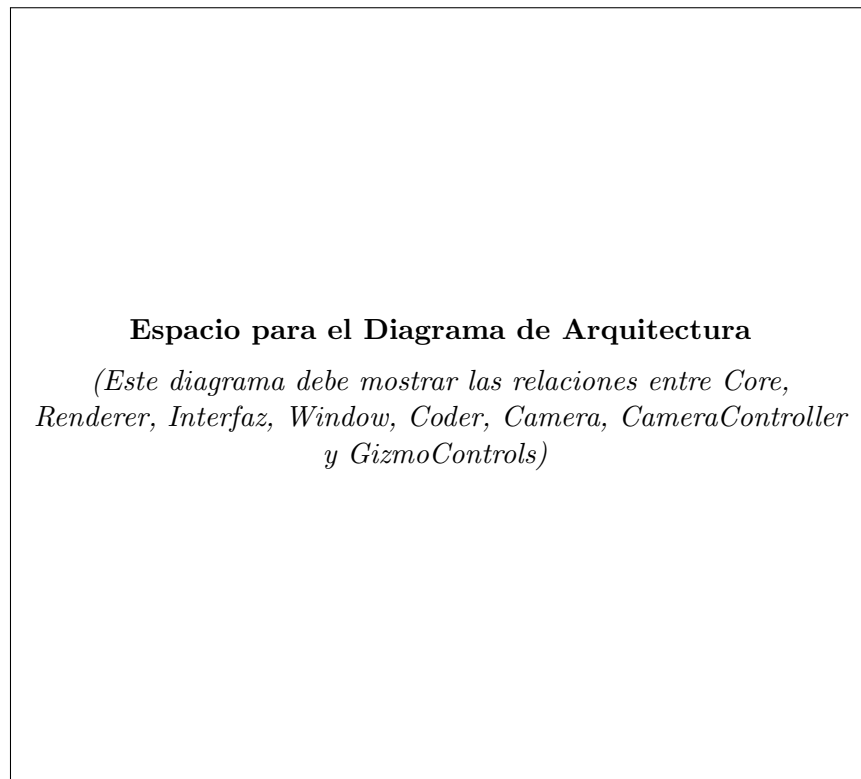 Espacio para el Diagrama de Arquitectura
(Este diagrama debe mostrar las relaciones entre Core,
Renderer, Interfaz, Window, Coder, Camera, CameraController
y GizmoControls)